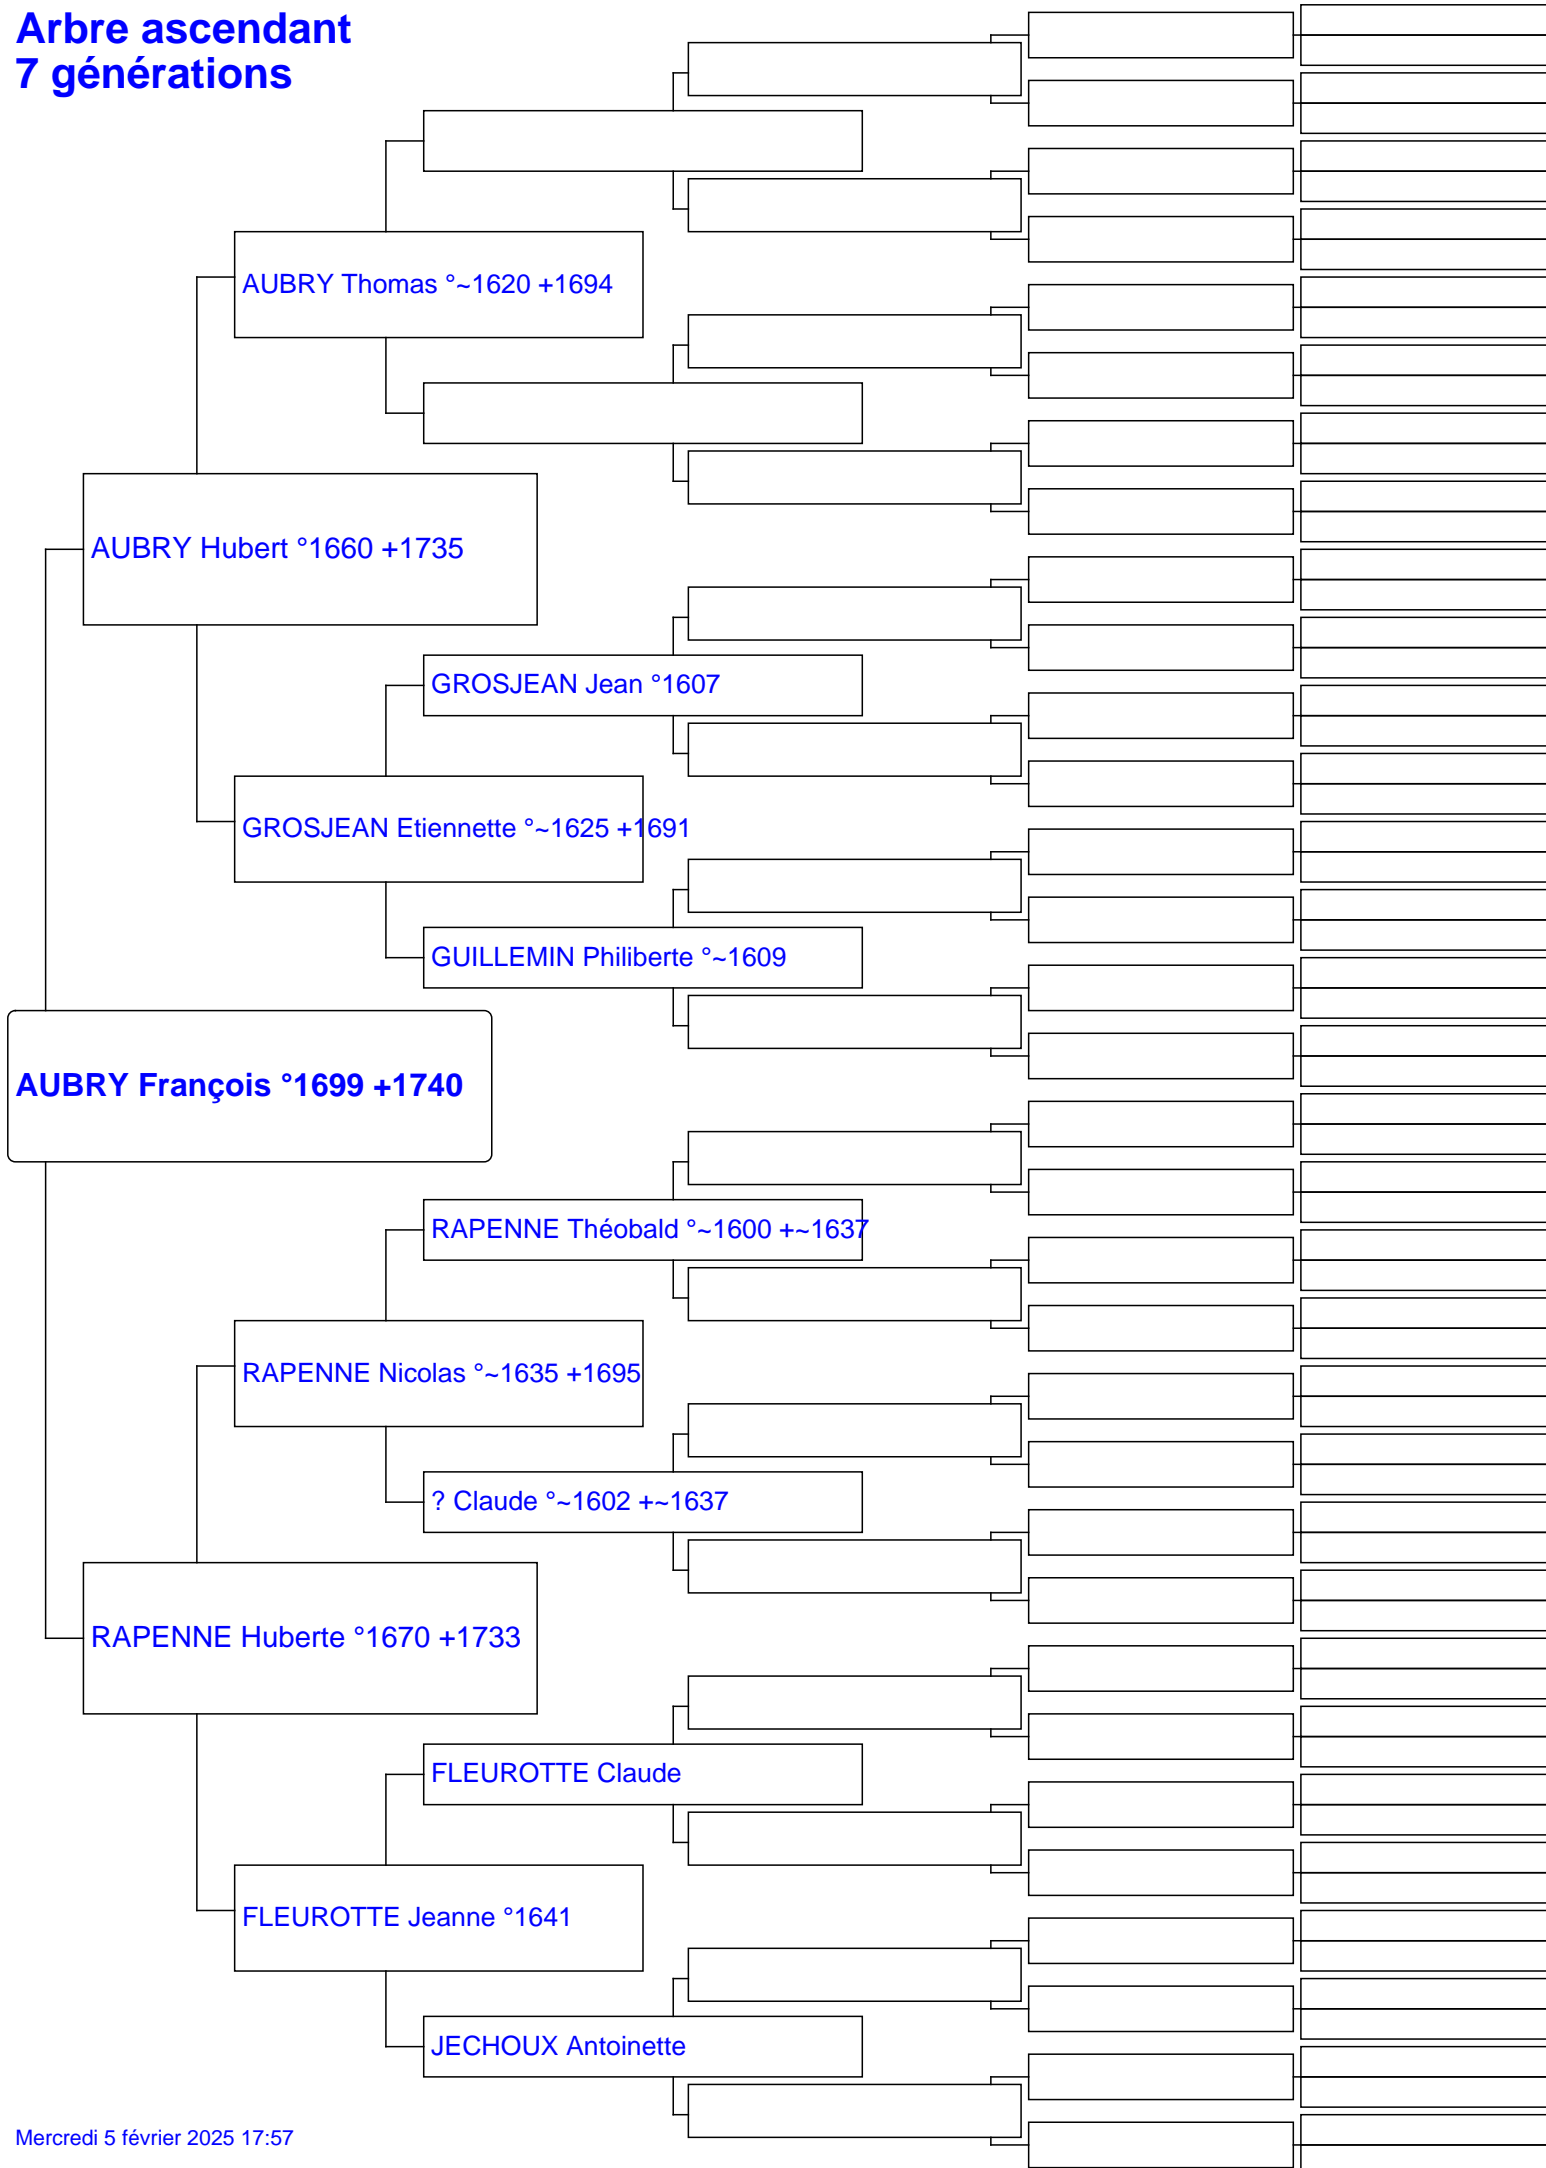 Arbre ascendant
7 générations
AUBRY Thomas °~1620 +1694
AUBRY Hubert °1660 +1735
GROSJEAN Jean °1607
GROSJEAN Etiennette °~1625 +1691
GUILLEMIN Philiberte °~1609
AUBRY François °1699 +1740
RAPENNE Théobald °~1600 +~1637
RAPENNE Nicolas °~1635 +1695
? Claude °~1602 +~1637
RAPENNE Huberte °1670 +1733
FLEUROTTE Claude
FLEUROTTE Jeanne °1641
JECHOUX Antoinette
Mercredi 5 février 2025 17:57